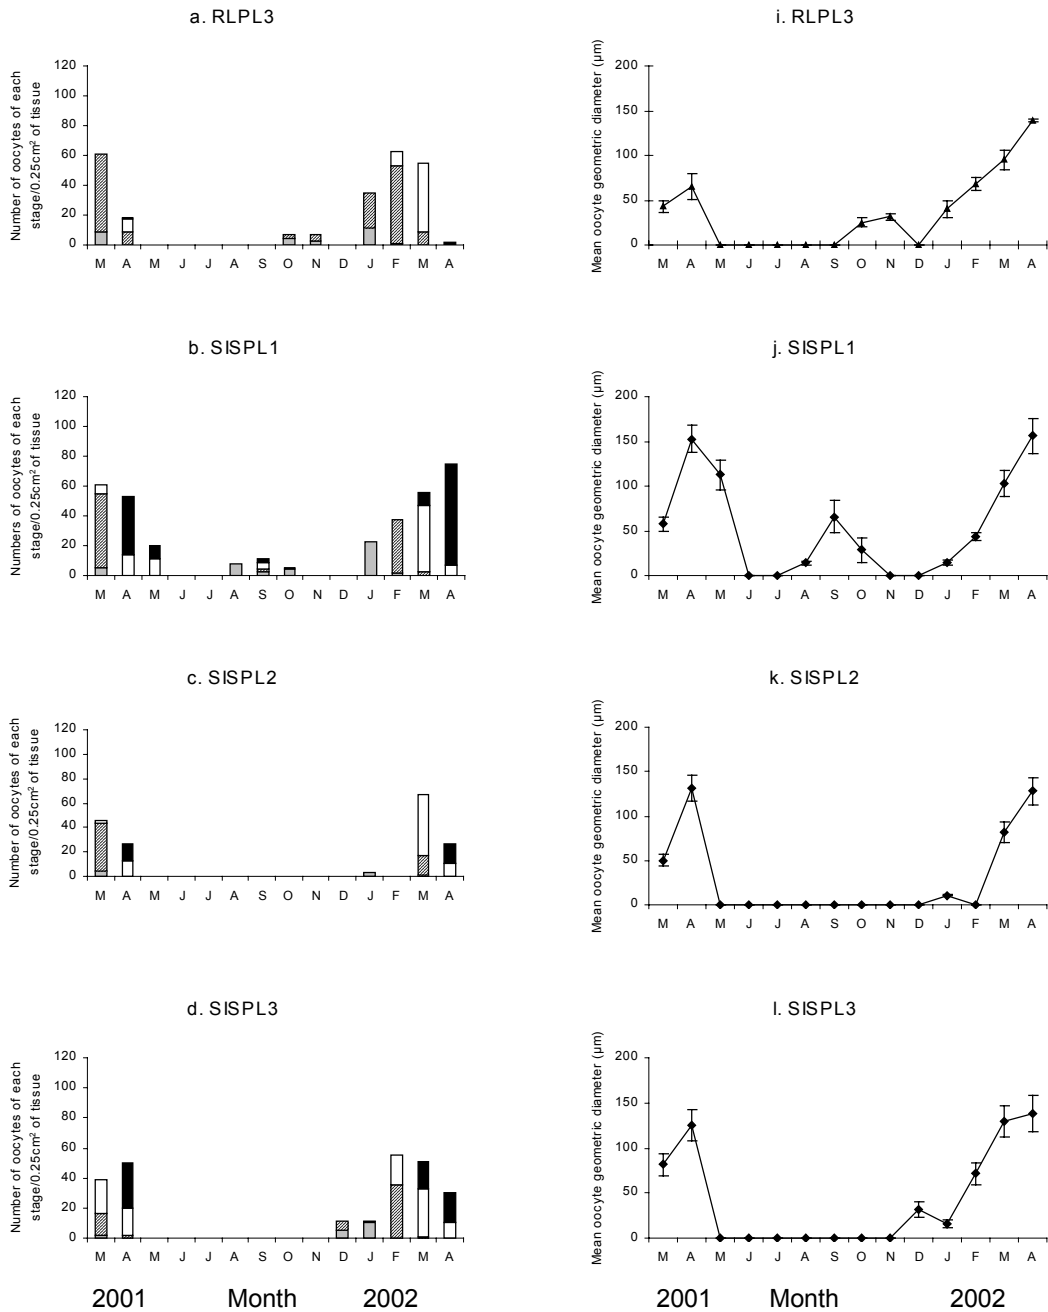 a. RLPL3
Number of oocytes of each
stage/0.25cm² of tissue
120
100
80
60
40
20
0
M A M J J A S O N D J F M A
i. RLPL3
Mean oocyte geometric diameter (µm)
200
150
100
50
0
M A M J J A S O N D J F M A
b. SISPL1
Numbers of oocytes of each
stage/0.25cm² of tissue
120
100
80
60
40
20
0
M A M J J A S O N D J F M A
j. SISPL1
Mean oocyte geometric diameter (µm)
200
150
100
50
0
M A M J J A S O N D J F M A
c. SISPL2
Number of oocytes of each
stage/0.25cm² of tissue
120
100
80
60
40
20
0
M A M J J A S O N D J F M A
k. SISPL2
Mean oocyte geometric diameter (µm)
200
150
100
50
0
M A M J J A S O N D J F M A
d. SISPL3
Number of oocytes of each
stage/0.25cm² of tissue
120
100
80
60
40
20
0
M A M J J A S O N D J F M A
2001 Month 2002
l. SISPL3
Mean oocyte geometric diameter (µm)
200
150
100
50
0
M A M J J A S O N D J F M A
2001 Month 2002